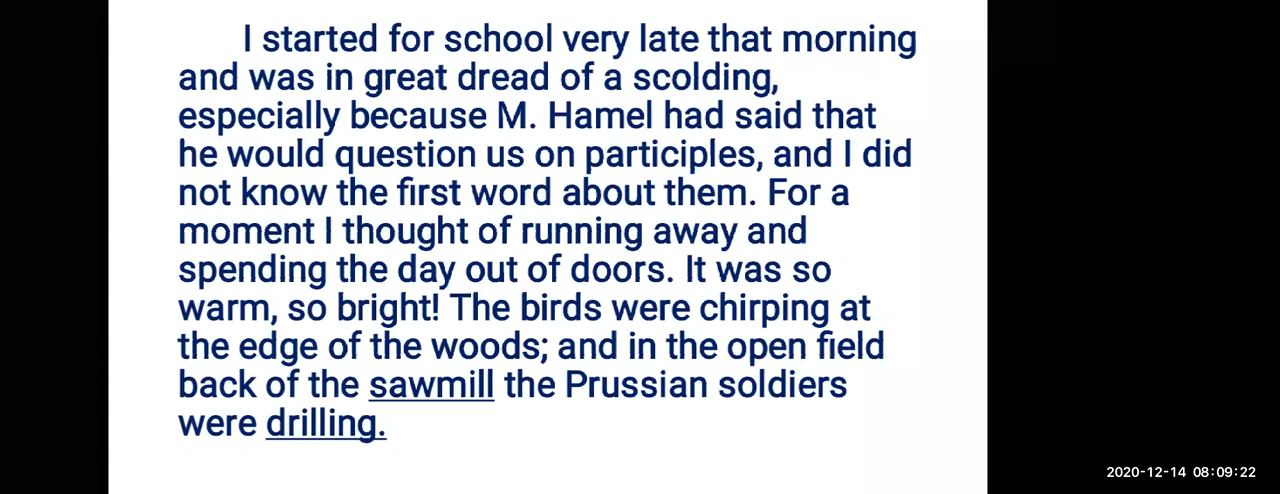 I started for school very late that morning
and was in great dread of a scolding,
especially because M. Hamel had said that
he would question us on participles, and I did
not know the first word about them. For a
moment I thought of running away and
spending the day out of doors. It was so
warm, so bright! The birds were chirping at
the edge of the woods; and in the open field
back of the sawmill the Prussian soldiers
were drilling.
2020-12-14 08:09:22